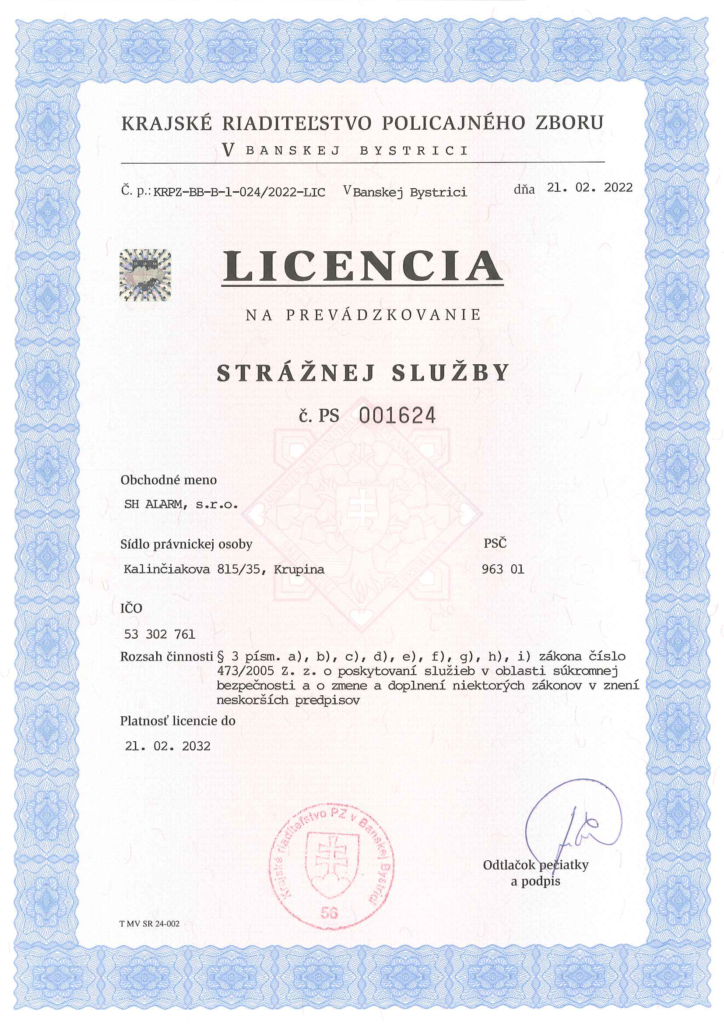 KRAJSKÉ RIADITEĽSTVO POLICAJNÉHO ZBORU
V BANSKEJ BYSTRICI
Č. p.: KRPZ-BB-B-1-024/2022-LIC V Banskej Bystrici dňa 21. 02. 2022
LICENCIA
NA PREVÁDZKOVANIE
STRÁŽNEJ SLUŽBY
č. PS 001624
Obchodné meno
SH ALARM, s.r.o.
Sídlo právnickej osoby PSČ
Kalinčiakova 815/35, Krupina 963 01
IČO
53 302 761
Rozsah činnosti § 3 písm. a), b), c), d), e), f), g), h), i) zákona číslo
473/2005 Z. z. o poskytovaní služieb v oblasti súkromnej
bezpečnosti a o zmene a doplnení niektorých zákonov v znení
neskorších predpisov
Platnosť licencie do
21. 02. 2032
Krajské riaditeľstvo PZ v Banskej Bystrici
56
Odtlačok pečiatky
a podpis
T MV SR 24-002